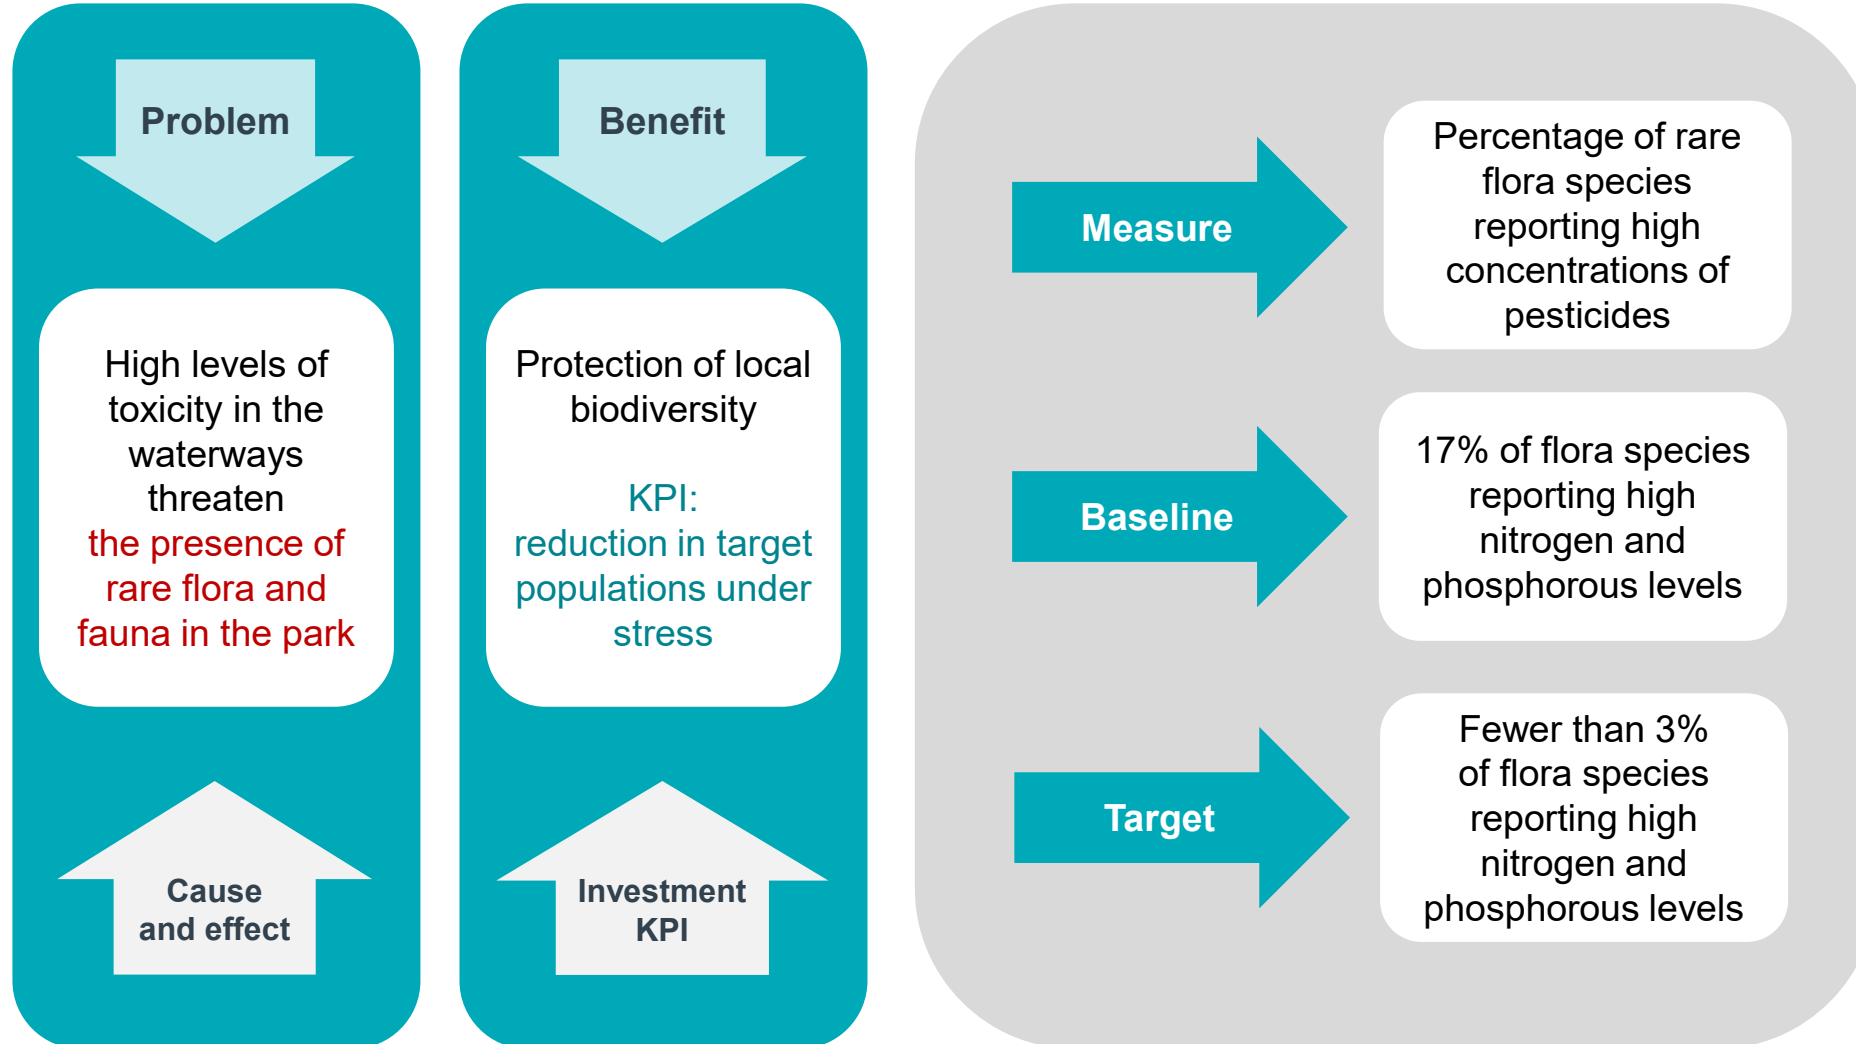 Problem
High levels of
toxicity in the
waterways
threaten
the presence of
rare flora and
fauna in the park
Cause
and effect
Benefit
Protection of local
biodiversity
KPI:
reduction in target
populations under
stress
Investment
KPI
Measure
Percentage of rare
flora species
reporting high
concentrations of
pesticides
Baseline
17% of flora species
reporting high
nitrogen and
phosphorous levels
Target
Fewer than 3%
of flora species
reporting high
nitrogen and
phosphorous levels